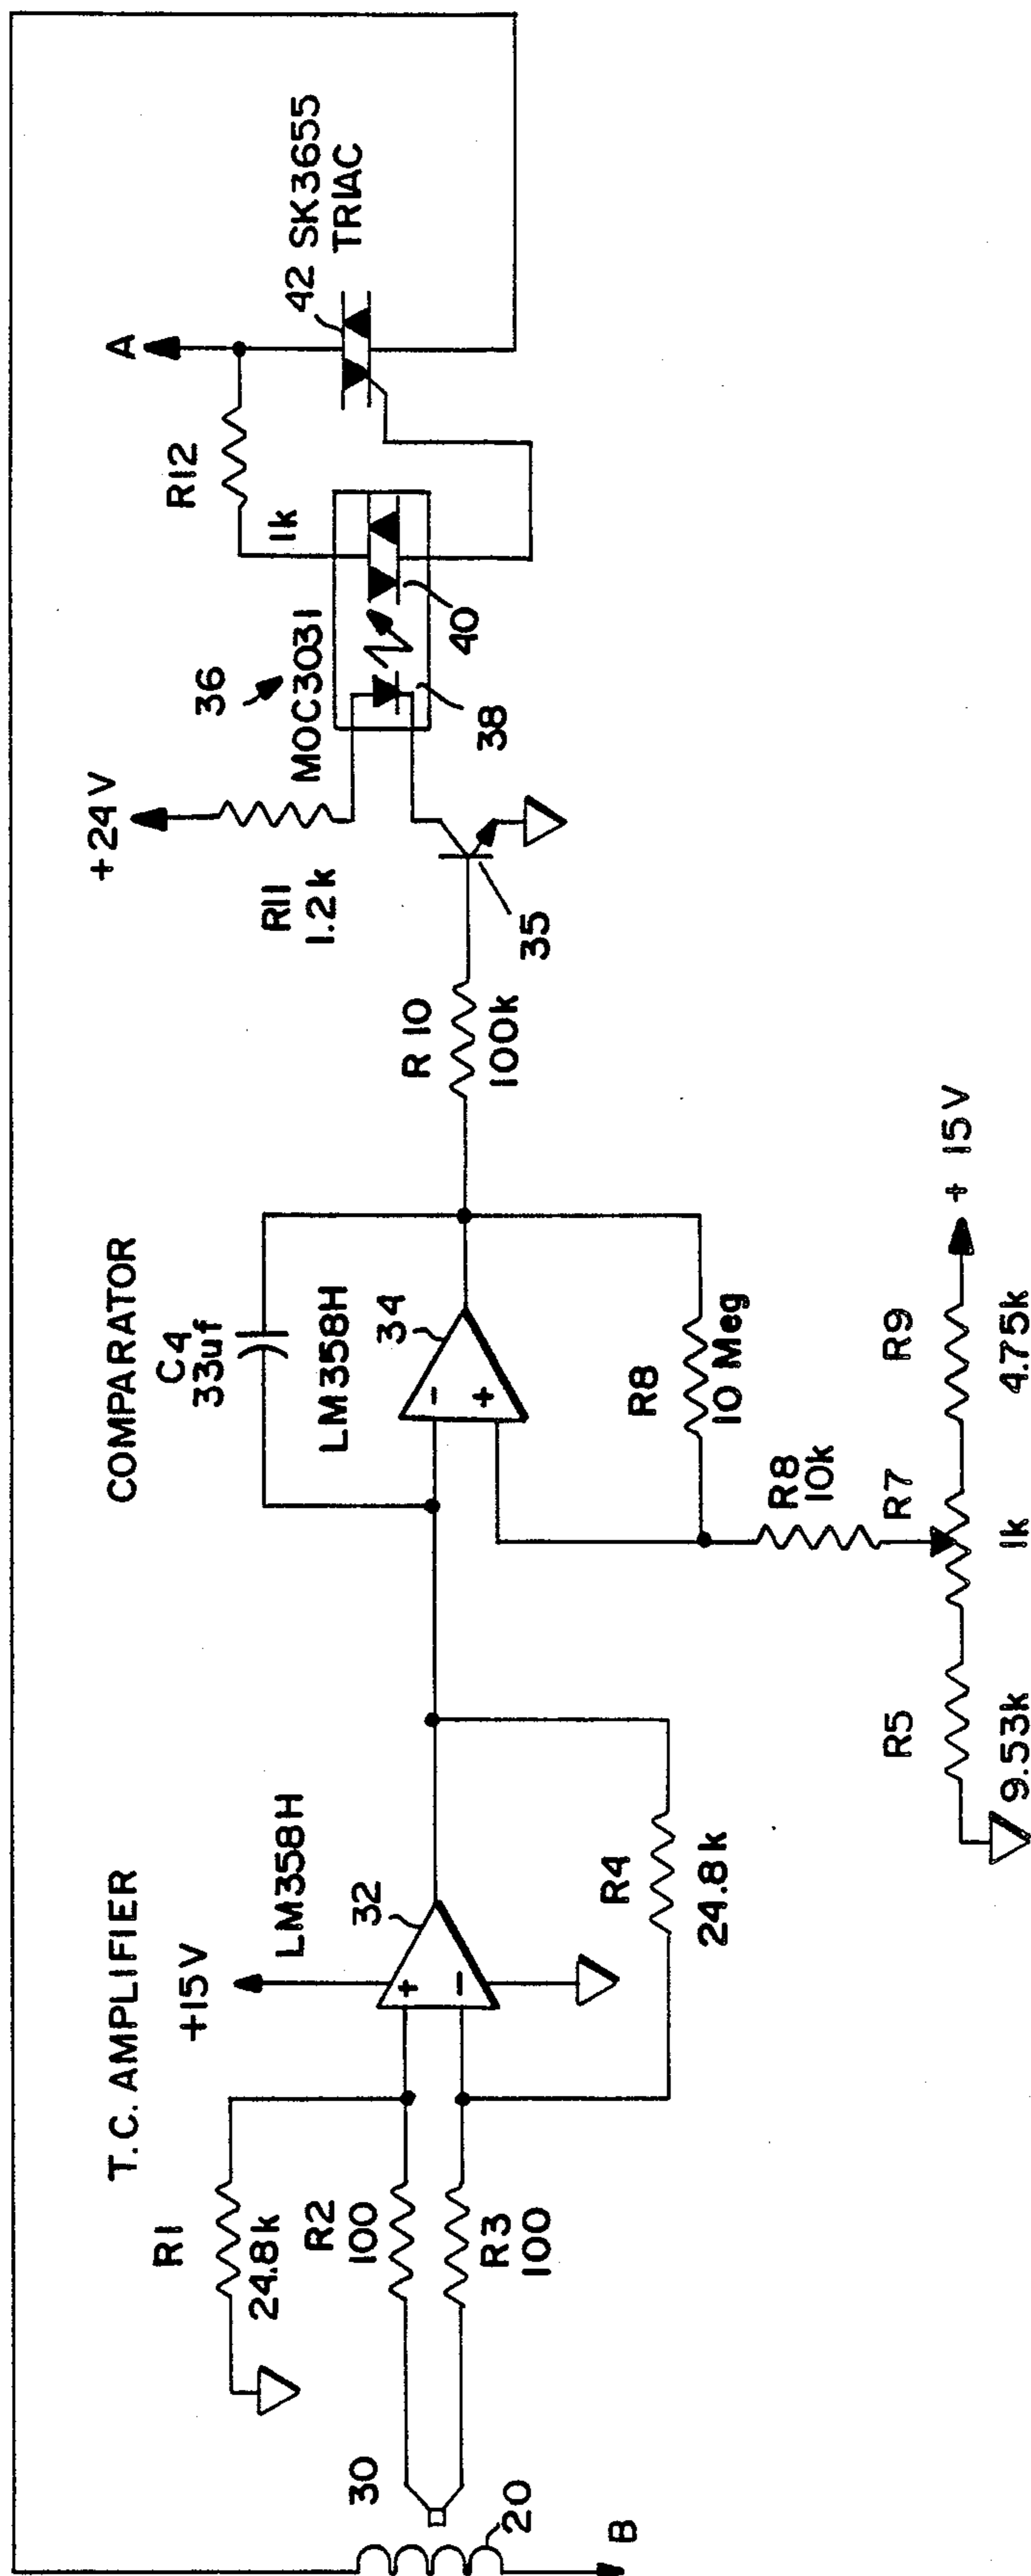 T.C. AMPLIFIER
+15V
LM358H
32
+
−
R1
24.8k
R2
100
R3
100
30
20
B
R4
24.8k
COMPARATOR
C4
33uf
LM358H
34
−
+
R8
10 Meg
R8
10k
R5
9.53k
R7
1k
R9
4.75k
+ 15V
R 10
100k
35
+24V
R11
1.2k
36
MOC3031
38
40
R12
1k
A
42 SK3655
TRIAC